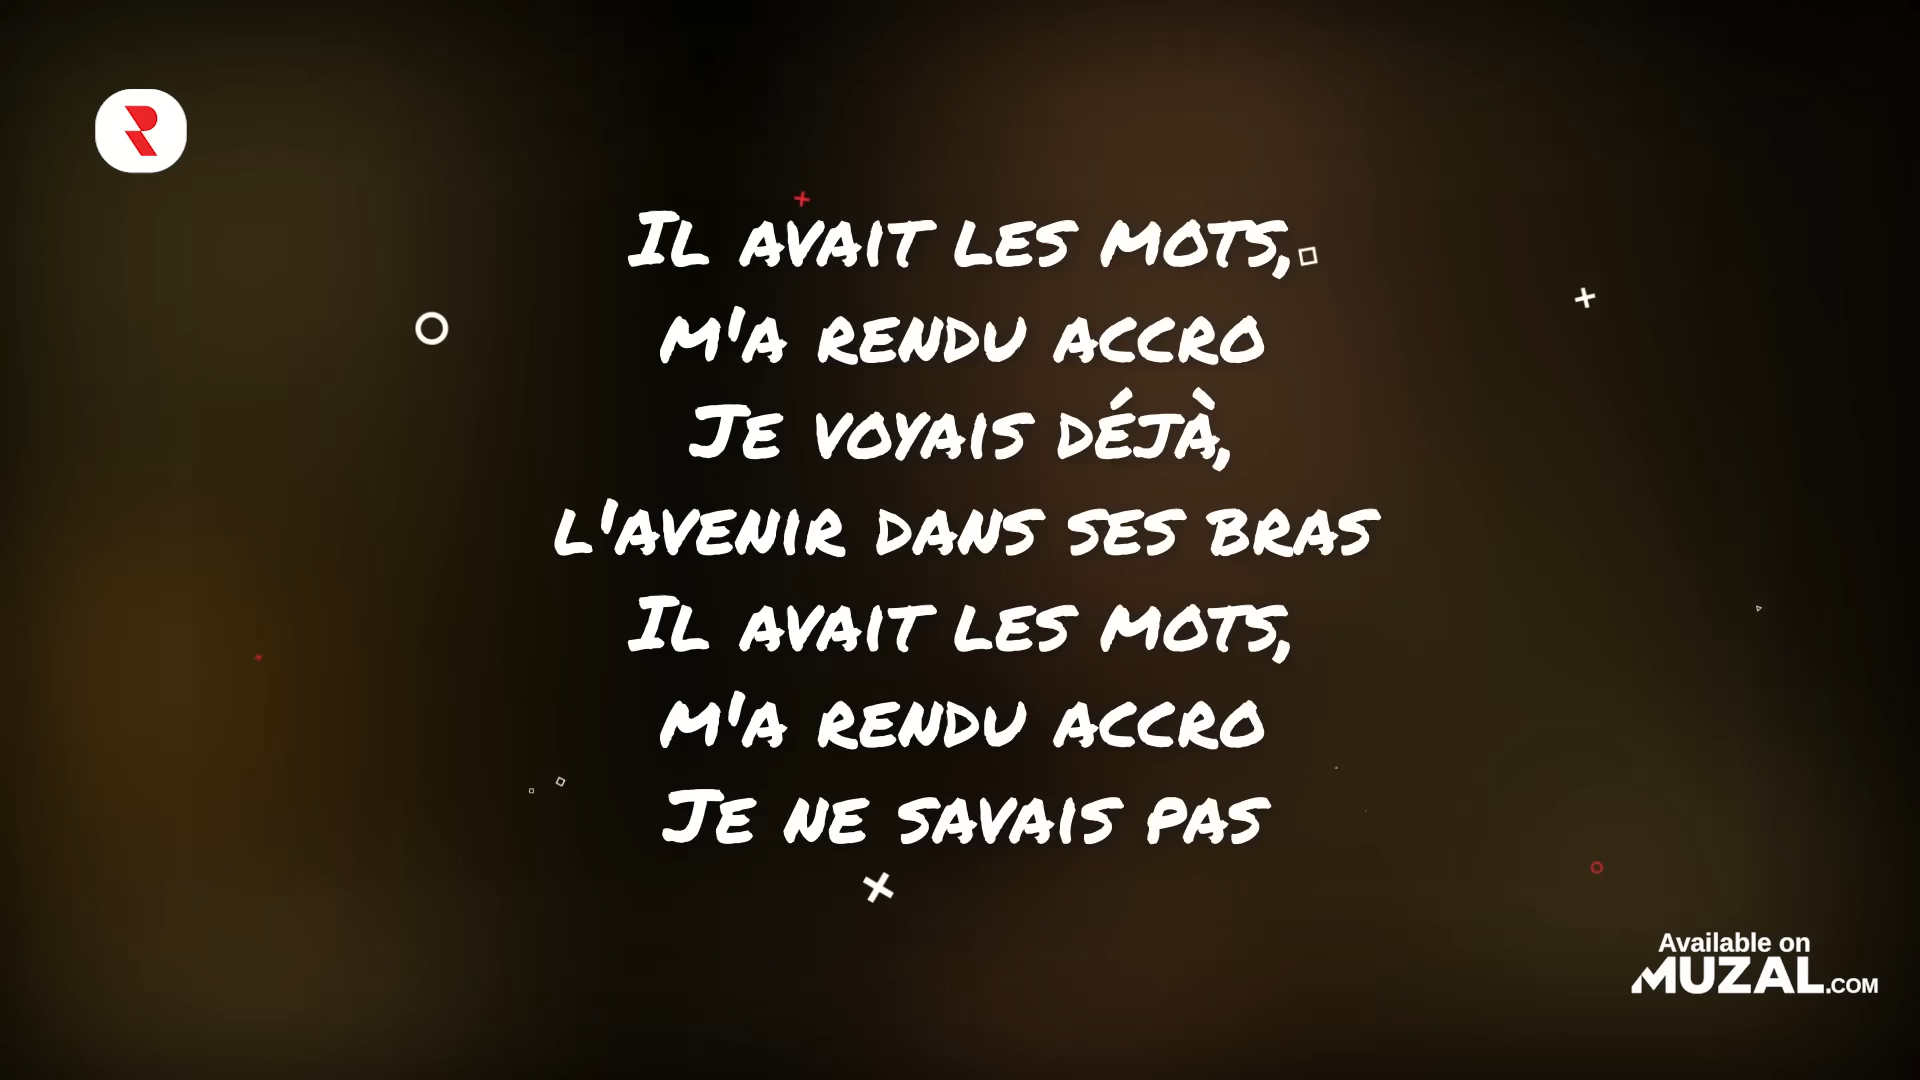 Il avait les mots,
m'a rendu accro
Je voyais déjà,
l'avenir dans ses bras
Il avait les mots,
m'a rendu accro
Je ne savais pas
Available on
MUZAL.COM